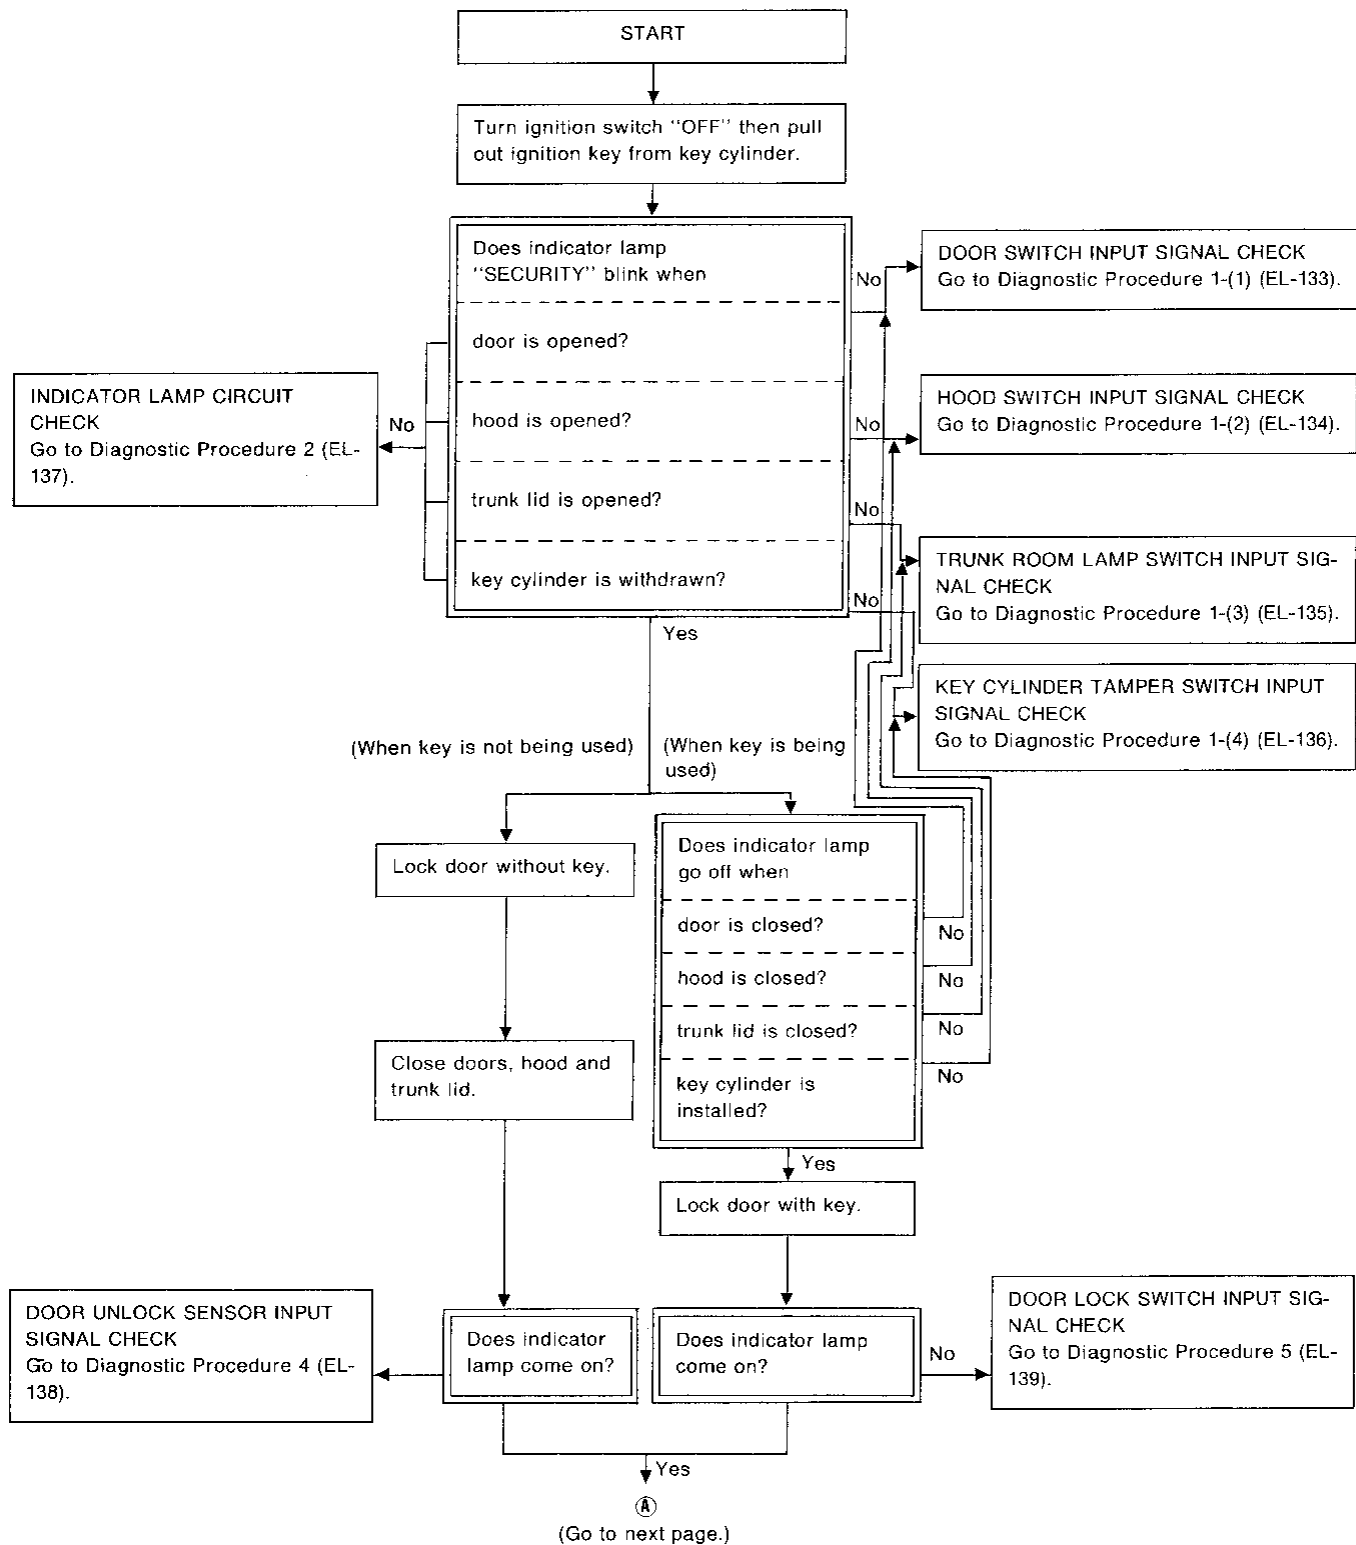 START
Turn ignition switch "OFF" then pull
out ignition key from key cylinder.
Does indicator lamp
"SECURITY" blink when
door is opened?
hood is opened?
trunk lid is opened?
key cylinder is withdrawn?
No
DOOR SWITCH INPUT SIGNAL CHECK
Go to Diagnostic Procedure 1-(1) (EL-133).
INDICATOR LAMP CIRCUIT
CHECK
Go to Diagnostic Procedure 2 (EL-
137).
No
No
HOOD SWITCH INPUT SIGNAL CHECK
Go to Diagnostic Procedure 1-(2) (EL-134).
No
TRUNK ROOM LAMP SWITCH INPUT SIG-
NAL CHECK
Go to Diagnostic Procedure 1-(3) (EL-135).
No
KEY CYLINDER TAMPER SWITCH INPUT
SIGNAL CHECK
Go to Diagnostic Procedure 1-(4) (EL-136).
Yes
(When key is not being used)
(When key is being
used)
Lock door without key.
Does indicator lamp
go off when
door is closed?
No
hood is closed?
No
trunk lid is closed?
No
key cylinder is
installed?
No
Close doors, hood and
trunk lid.
Yes
Lock door with key.
DOOR UNLOCK SENSOR INPUT
SIGNAL CHECK
Go to Diagnostic Procedure 4 (EL-
138).
Does indicator
lamp come on?
Does indicator lamp
come on?
No
DOOR LOCK SWITCH INPUT SIG-
NAL CHECK
Go to Diagnostic Procedure 5 (EL-
139).
Yes
Ⓐ
(Go to next page.)